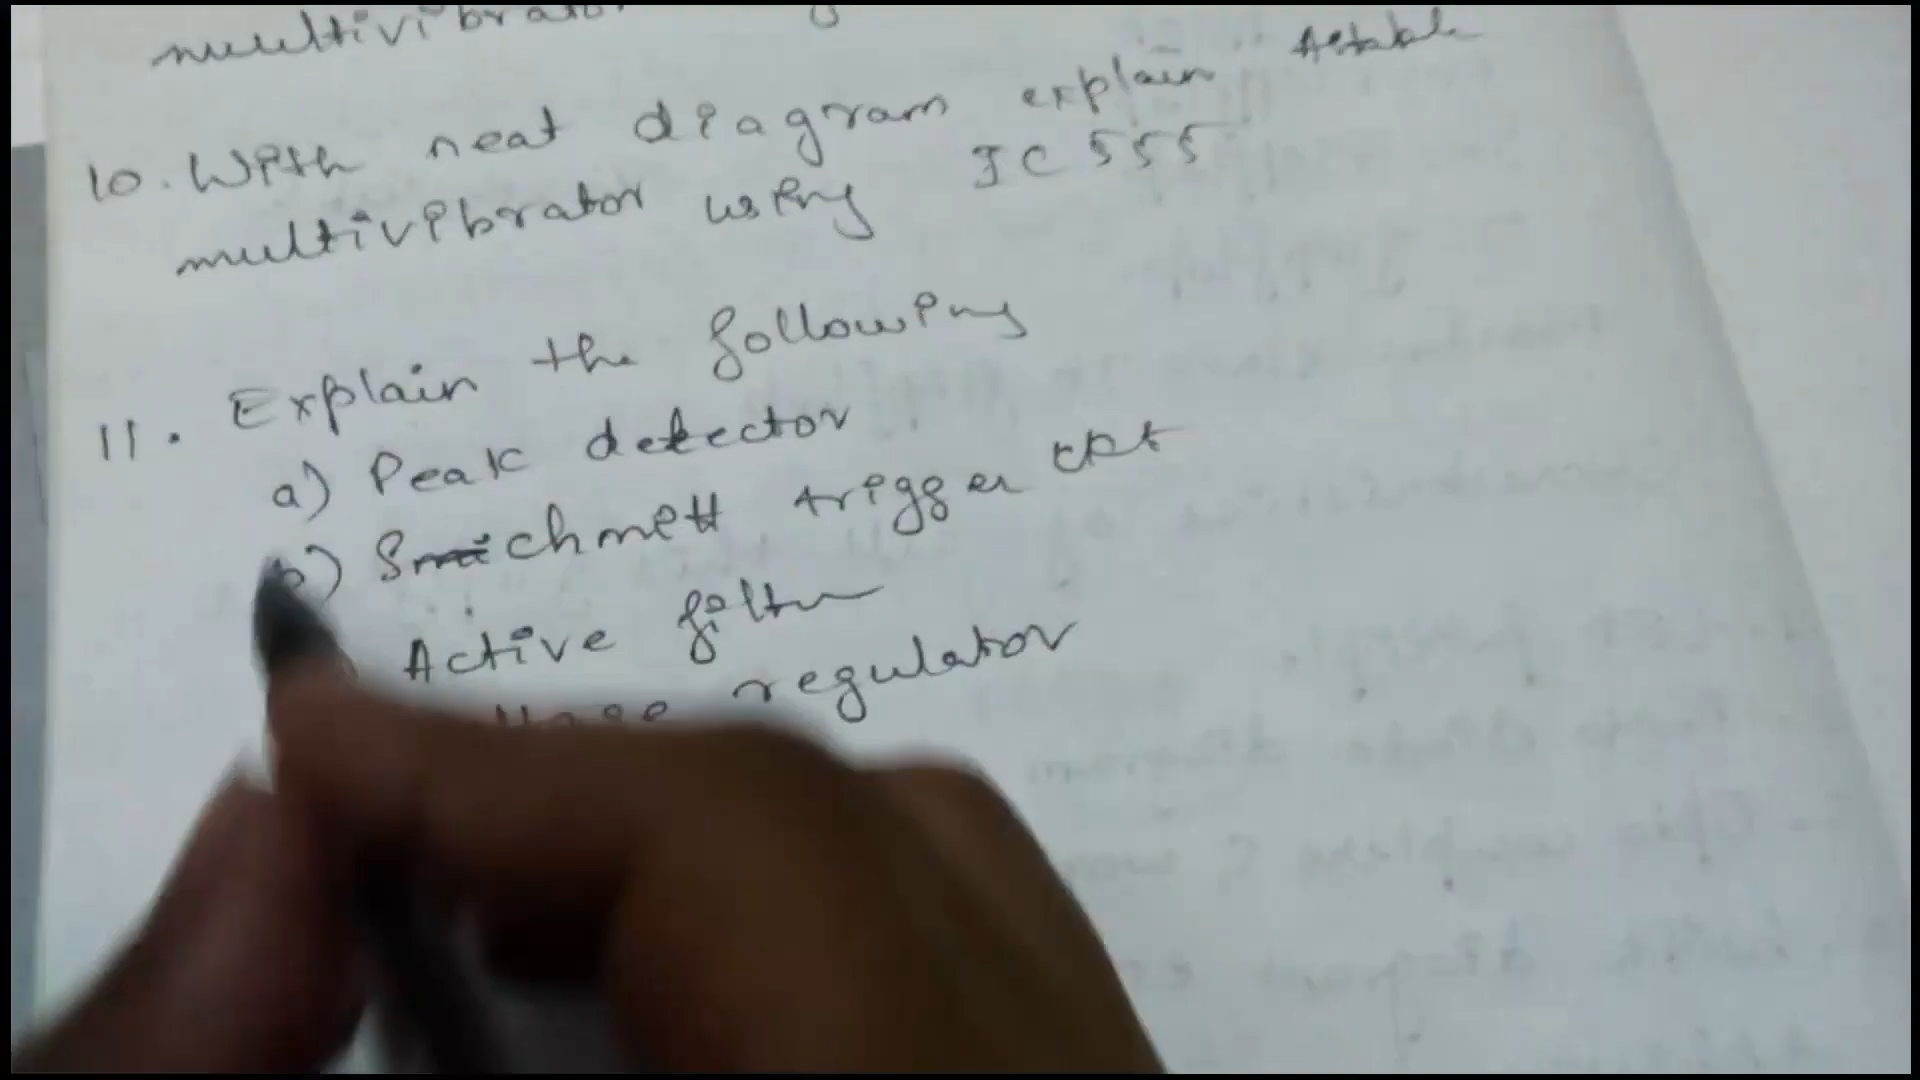 multivibrator
10. With neat diagram explain Astable
multivibrator using IC 555
11. Explain the following
a) Peak detector
b) Schmett trigger ckt
Active filter
regulator